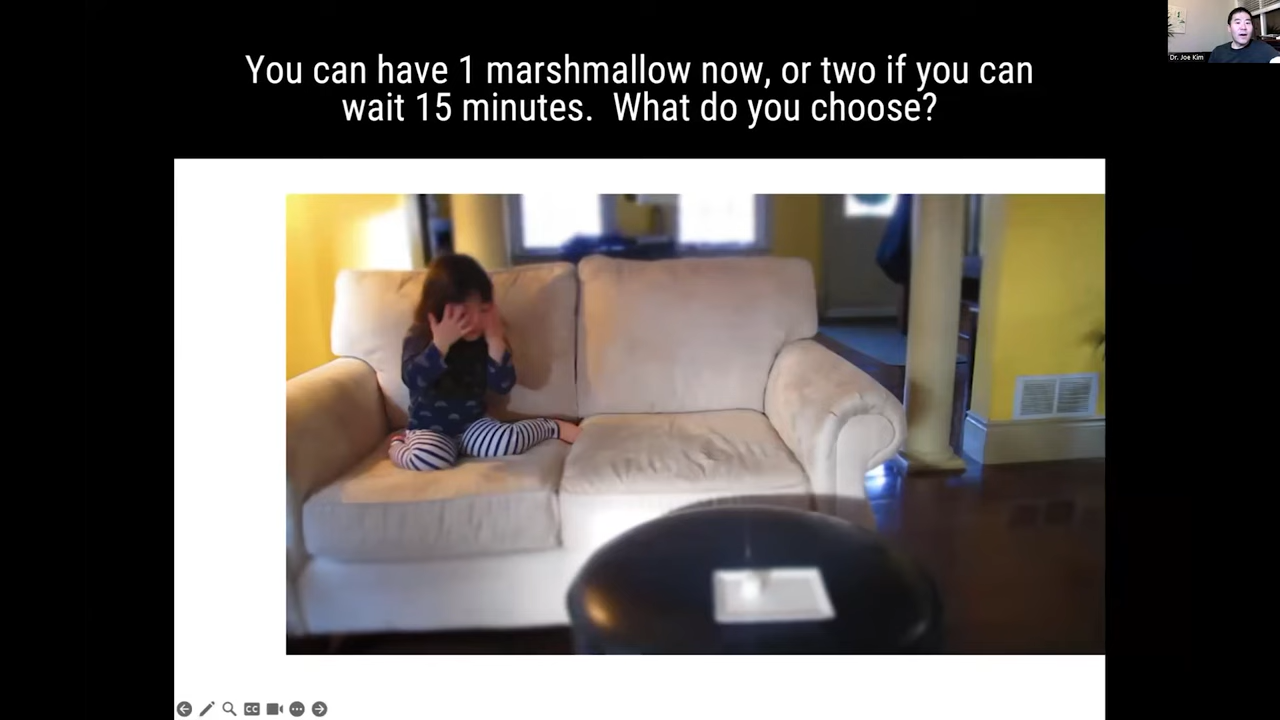 You can have 1 marshmallow now, or two if you can
wait 15 minutes.  What do you choose?
Dr. Joe Kim
CC